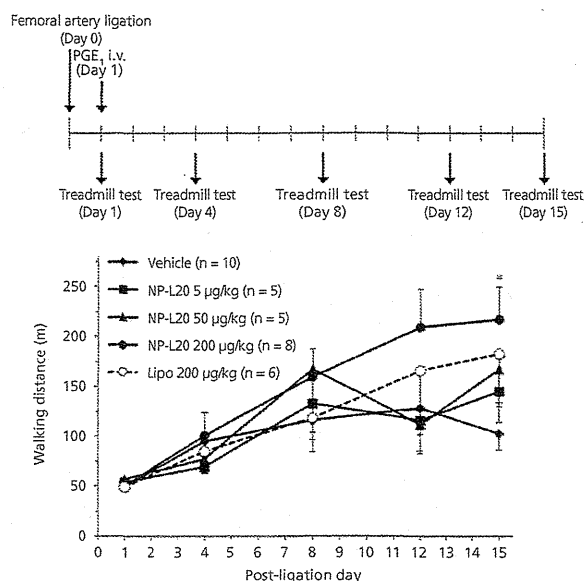 Femoral artery ligation
(Day 0)
PGE1 i.v.
(Day 1)
Treadmill test
(Day 1)
Treadmill test
(Day 4)
Treadmill test
(Day 8)
Treadmill test
(Day 12)
Treadmill test
(Day 15)
Vehicle (n = 10)
NP-L20 5 µg/kg (n = 5)
NP-L20 50 µg/kg (n = 5)
NP-L20 200 µg/kg (n = 8)
Lipo 200 µg/kg (n = 6)
Walking distance (m)
250
200
150
100
50
0
0 1 2 3 4 5 6 7 8 9 10 11 12 13 14 15
Post-ligation day